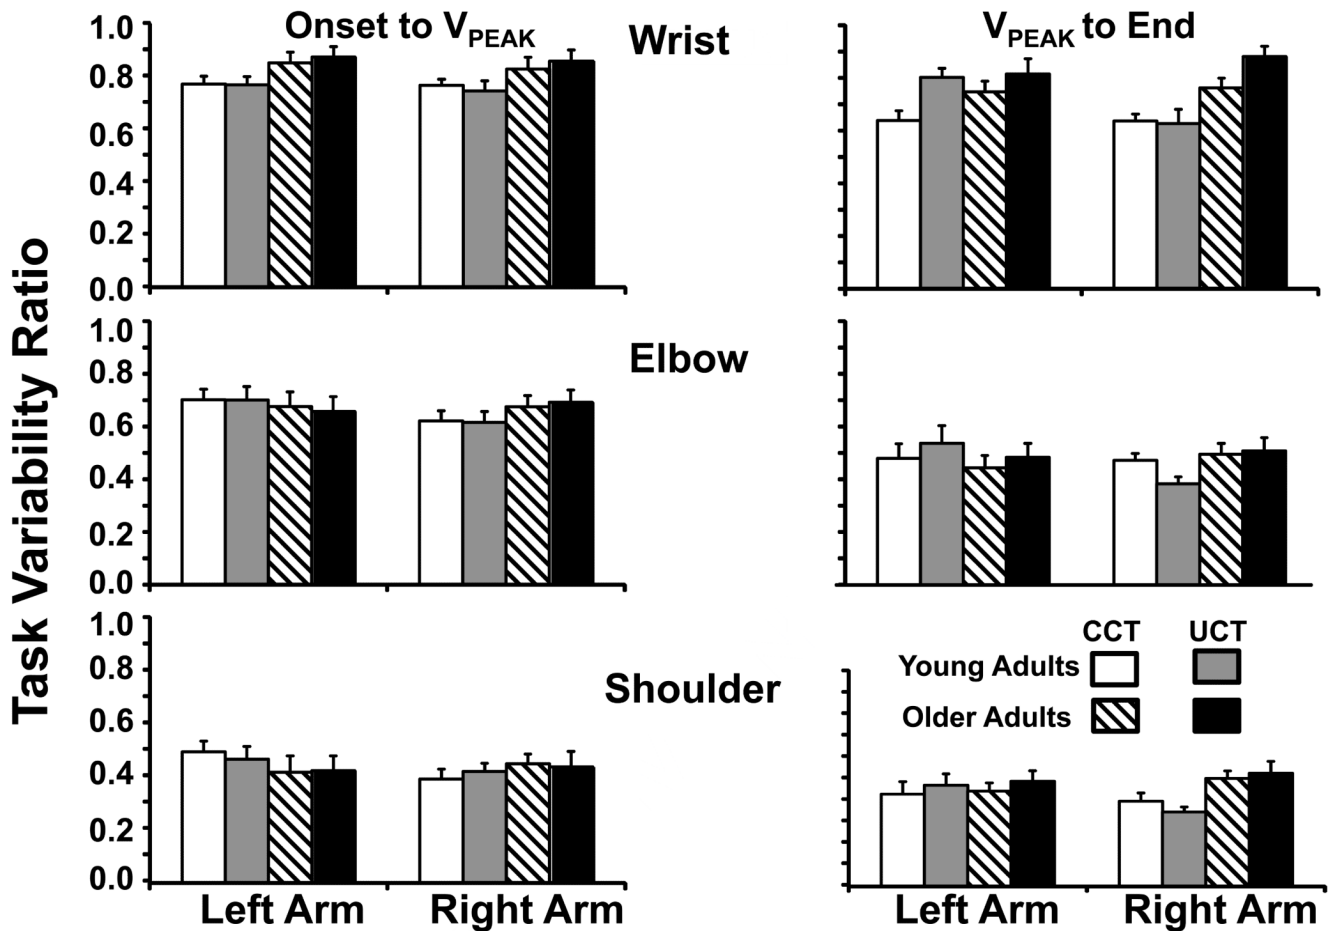 Onset to VPEAK
Wrist
VPEAK to End
Task Variability Ratio
1.0
0.8
0.6
0.4
0.2
0.0
Elbow
1.0
0.8
0.6
0.4
0.2
0.0
Shoulder
1.0
0.8
0.6
0.4
0.2
0.0
CCT UCT
Young Adults
Older Adults
Left Arm Right Arm
Left Arm Right Arm